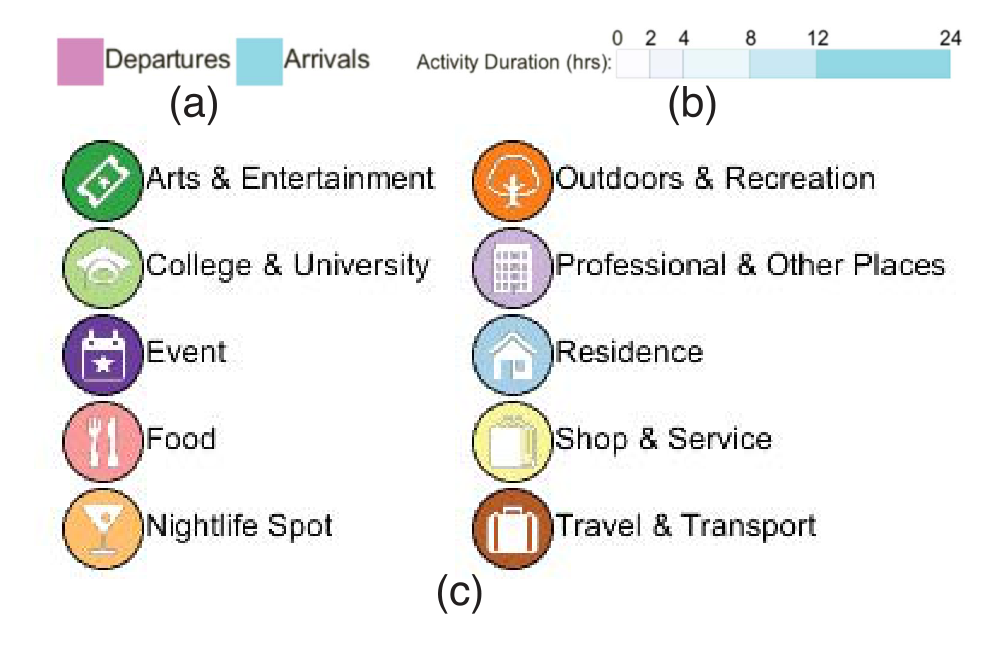 Departures Arrivals
Activity Duration (hrs): 0 2 4 8 12 24
(a) (b)
Arts & Entertainment
College & University
Event
Food
Nightlife Spot
Outdoors & Recreation
Professional & Other Places
Residence
Shop & Service
Travel & Transport
(c)